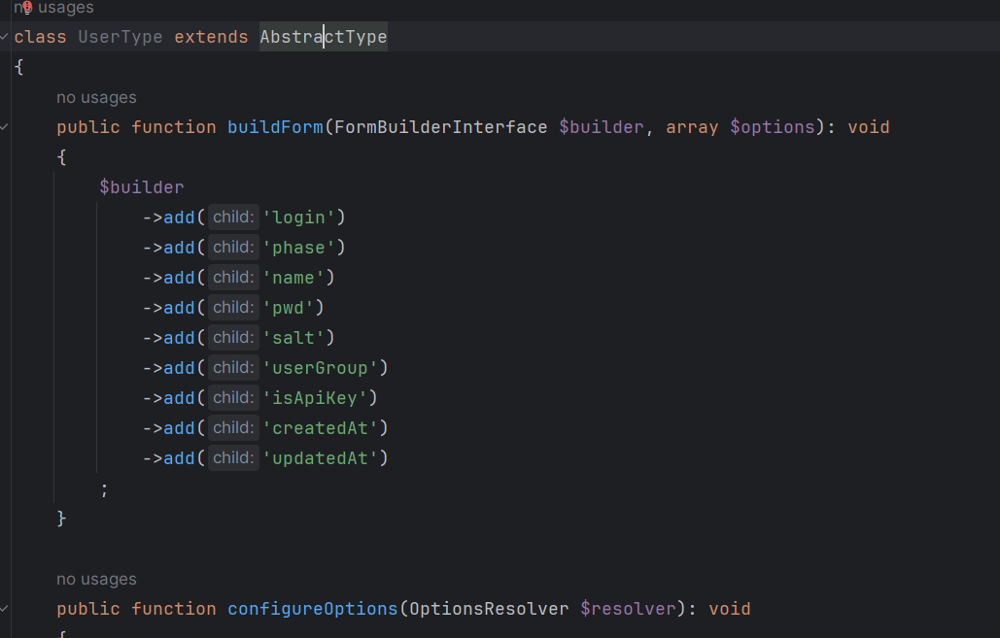 no usages
class UserType extends AbstractType
{
no usages
public function buildForm(FormBuilderInterface $builder, array $options): void
{
$builder
->add( child: 'login')
->add( child: 'phase')
->add( child: 'name')
->add( child: 'pwd')
->add( child: 'salt')
->add( child: 'userGroup')
->add( child: 'isApiKey')
->add( child: 'createdAt')
->add( child: 'updatedAt')
;
}
no usages
public function configureOptions(OptionsResolver $resolver): void
{